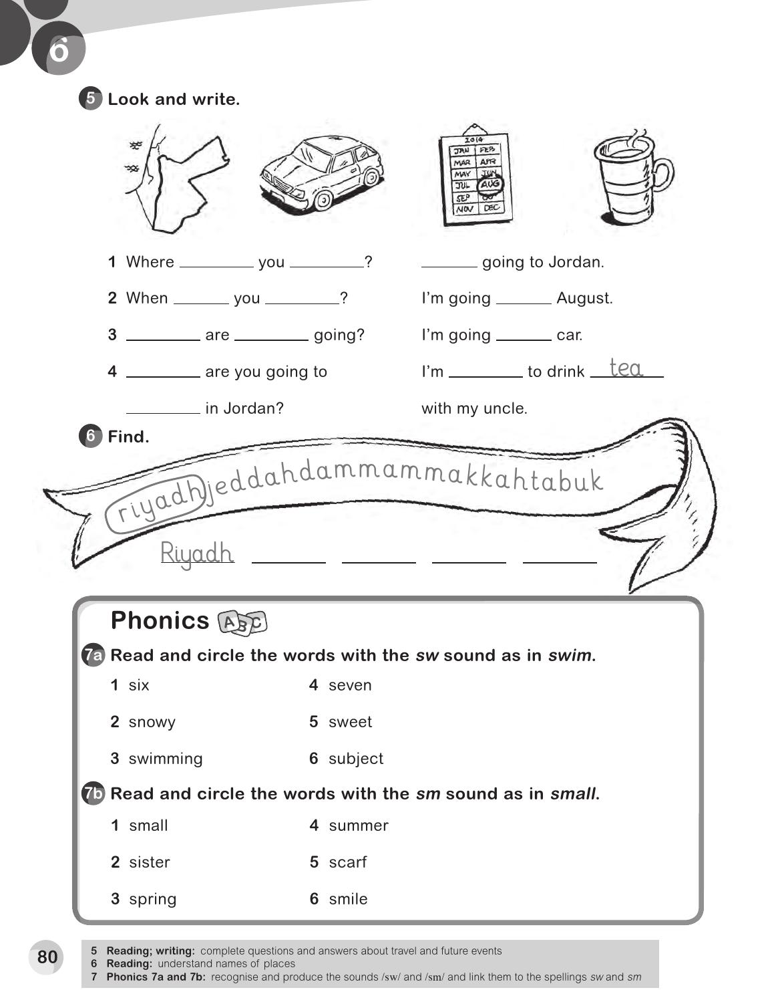 6
5 Look and write.
2014
JAN FEB
MAR APR
MAY JUN
JUL AUG
SEP
NOV DEC
1 Where ________ you ________? ______ going to Jordan.
2 When ______ you ________? I'm going ______ August.
3 ________ are ________ going? I'm going ______ car.
4 ________ are you going to I'm ________ to drink tea
________ in Jordan? with my uncle.
6 Find.
riyadhjeddahdammammakkahtabuk
Riyadh ________ ________ ________ ________
Phonics ABC
7a Read and circle the words with the sw sound as in swim.
1 six 4 seven
2 snowy 5 sweet
3 swimming 6 subject
7b Read and circle the words with the sm sound as in small.
1 small 4 summer
2 sister 5 scarf
3 spring 6 smile
80
5 Reading; writing: complete questions and answers about travel and future events
6 Reading: understand names of places
7 Phonics 7a and 7b: recognise and produce the sounds /sw/ and /sm/ and link them to the spellings sw and sm